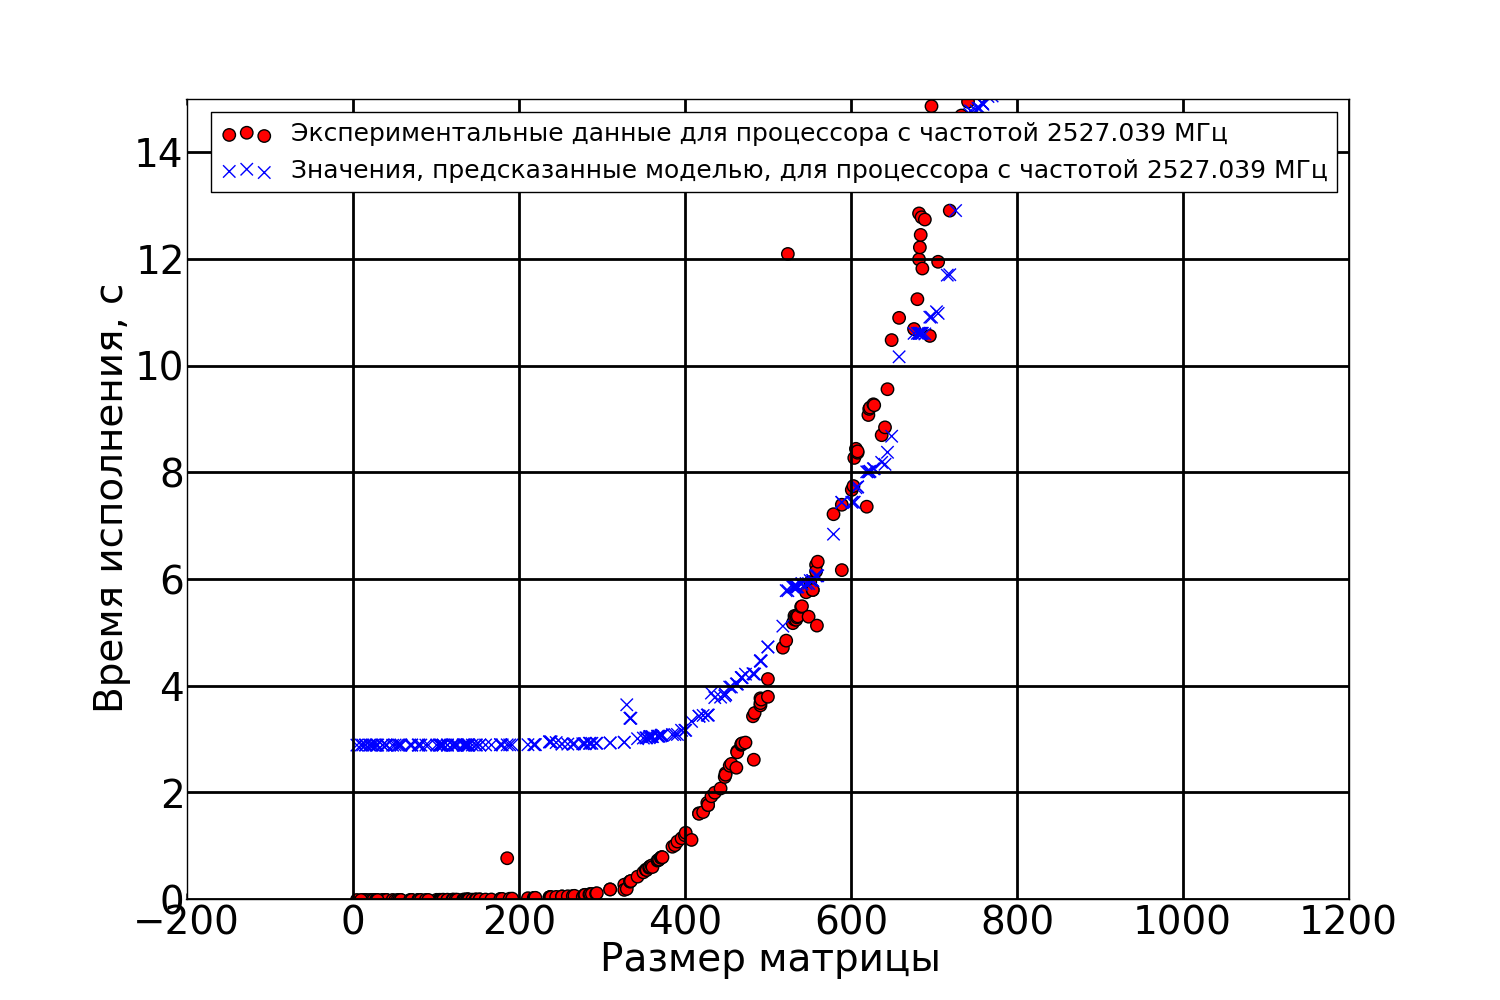 Экспериментальные данные для процессора с частотой 2527.039 МГц
Значения, предсказанные моделью, для процессора с частотой 2527.039 МГц
Время исполнения, с
14
12
10
8
6
4
2
0
−200 0 200 400 600 800 1000 1200
Размер матрицы